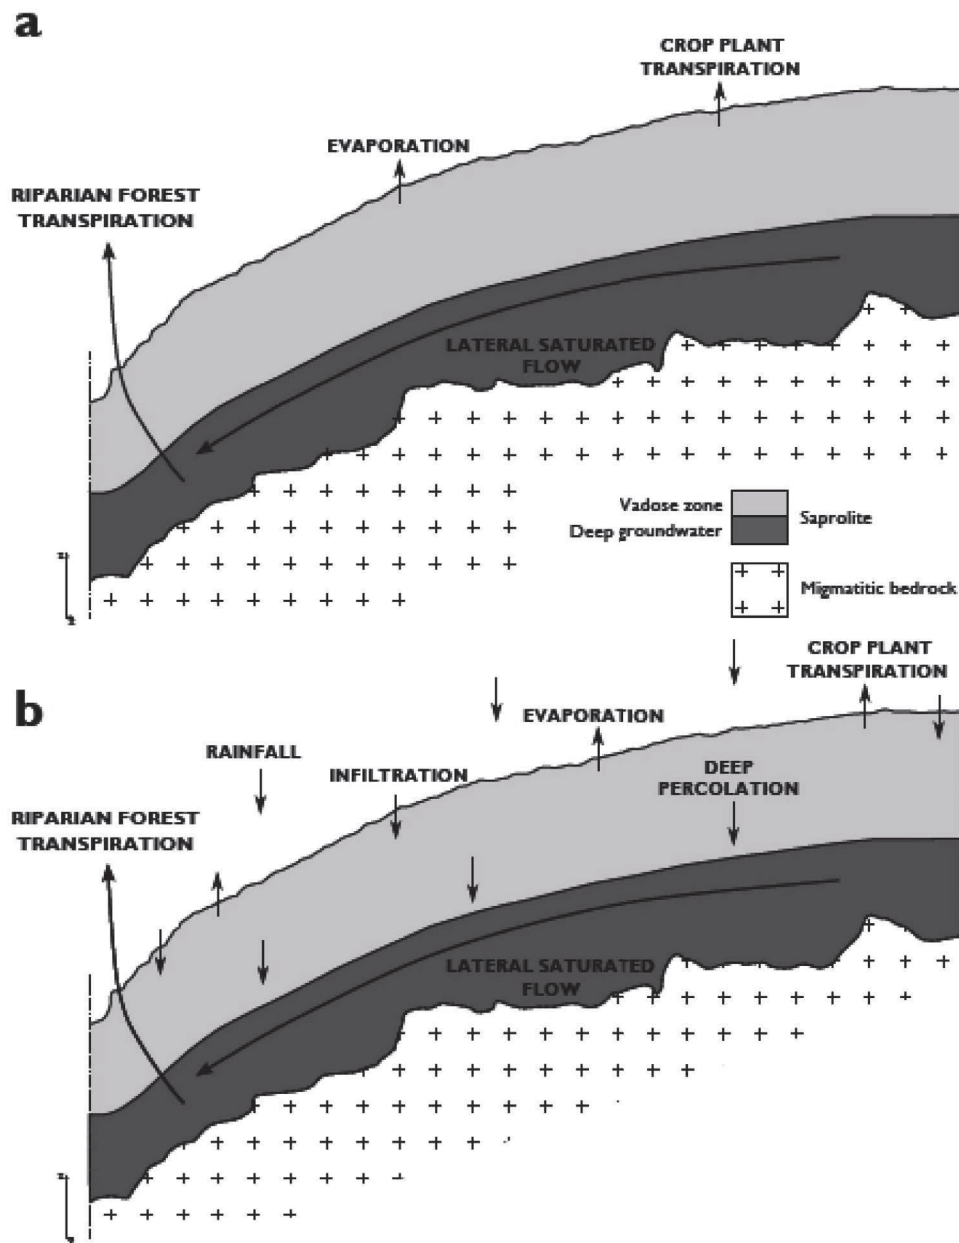 a
CROP PLANT
TRANSPIRATION
EVAPORATION
RIPARIAN FOREST
TRANSPIRATION
LATERAL SATURATED
FLOW
Vadose zone
Deep groundwater
Saprolite
Migmatitic bedrock
b
CROP PLANT
TRANSPIRATION
EVAPORATION
RAINFALL
INFILTRATION
DEEP
PERCOLATION
RIPARIAN FOREST
TRANSPIRATION
LATERAL SATURATED
FLOW